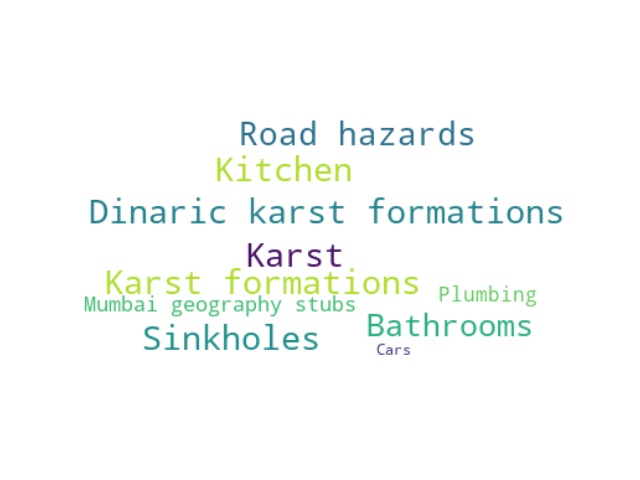 Road hazards
Kitchen
Dinaric karst formations
Karst
Karst formations
Plumbing
Mumbai geography stubs
Bathrooms
Sinkholes
Cars